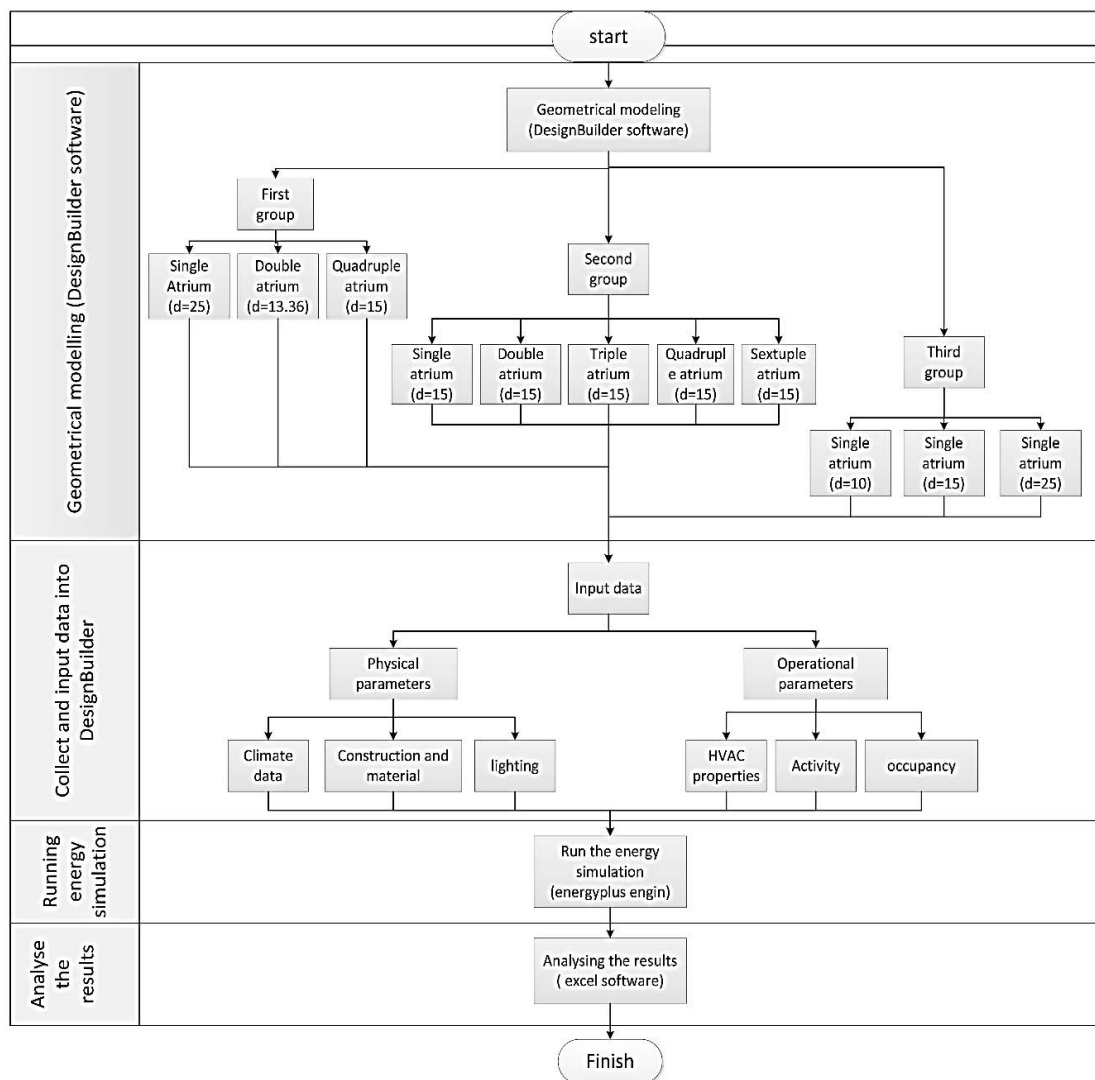 start
Geometrical modelling (DesignBuilder software)
Geometrical modeling
(DesignBuilder software)
First
group
Single
Atrium
(d=25)
Double
atrium
(d=13.36)
Quadruple
atrium
(d=15)
Second
group
Single
atrium
(d=15)
Double
atrium
(d=15)
Triple
atrium
(d=15)
Quadrupl
e atrium
(d=15)
Sextuple
atrium
(d=15)
Third
group
Single
atrium
(d=10)
Single
atrium
(d=15)
Single
atrium
(d=25)
Collect and input data into
DesignBuilder
Input data
Physical
parameters
Operational
parameters
Climate
data
Construction and
material
lighting
HVAC
properties
Activity
occupancy
Running
energy
simulation
Run the energy
simulation
(energyplus engin)
Analyse
the
results
Analysing the results
( excel software)
Finish